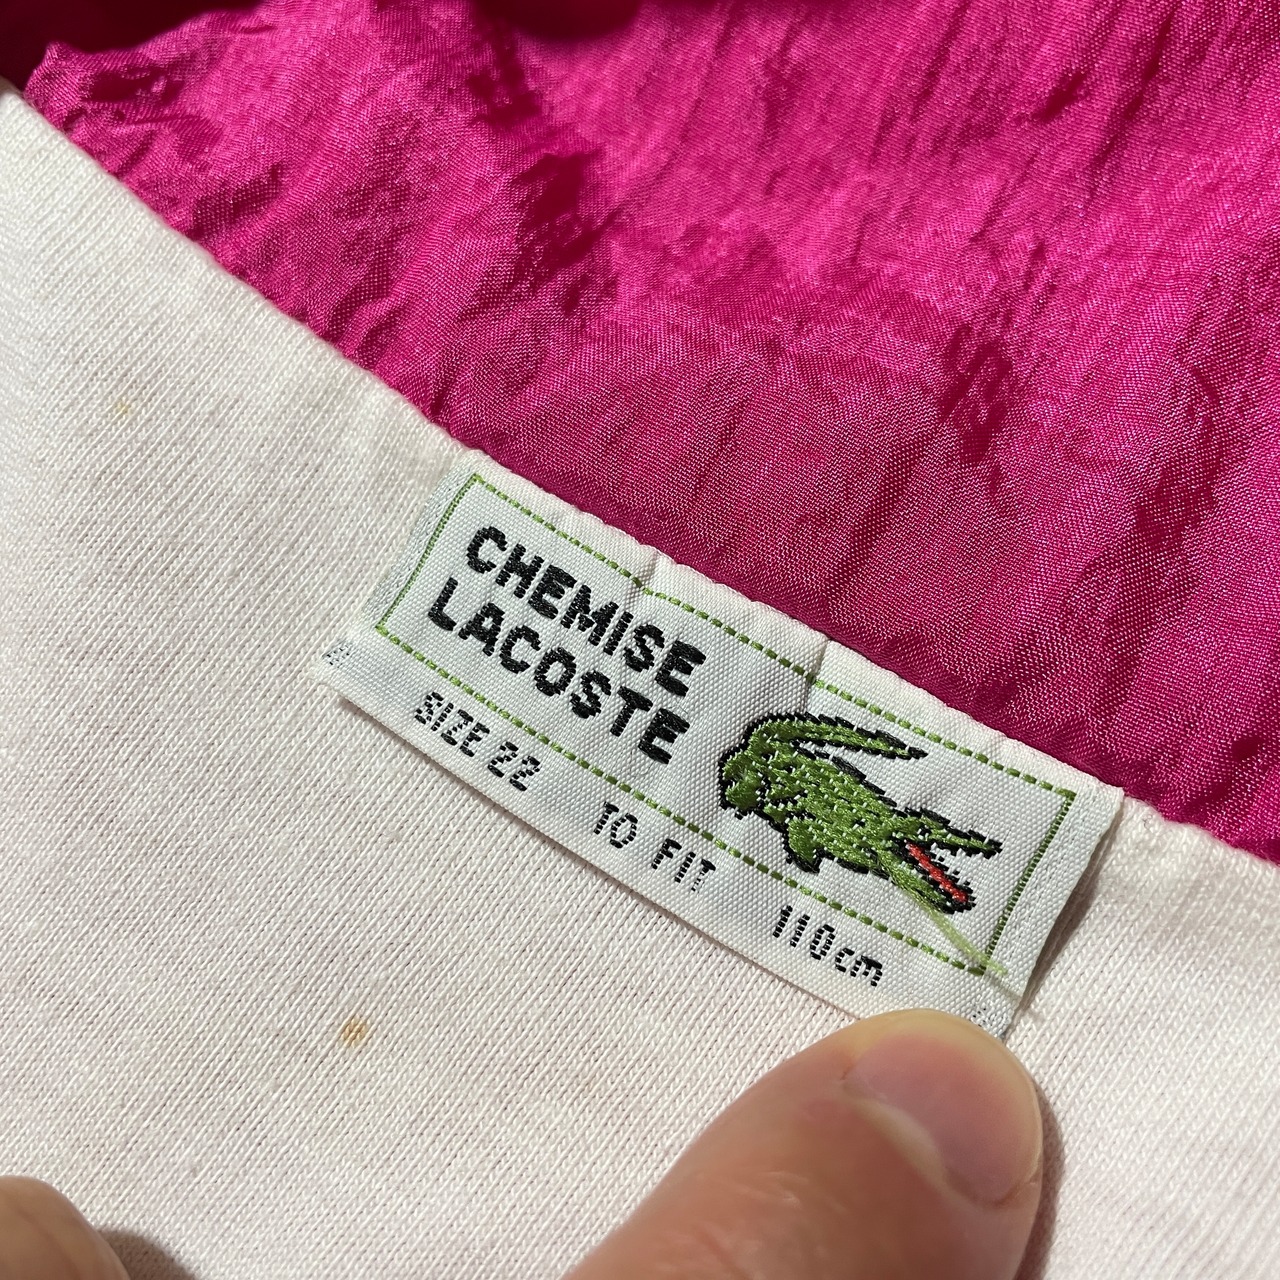 CHEMISE
LACOSTE
SIZE 22 TO FIT 110cm